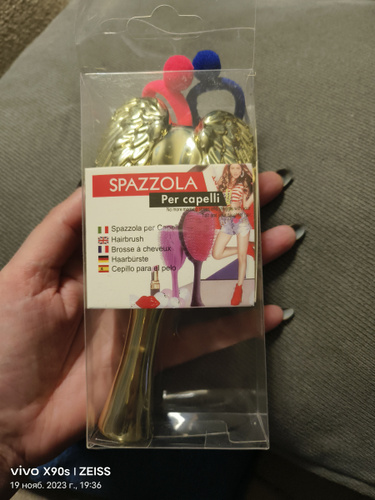 SPAZZOLA
Per capelli
Spazzola per Cap
Hairbrush
Brosse à cheveux
Haarbürste
Cepillo para el pelo
vivo X90s | ZEISS
19 нояб. 2023 г., 19:36